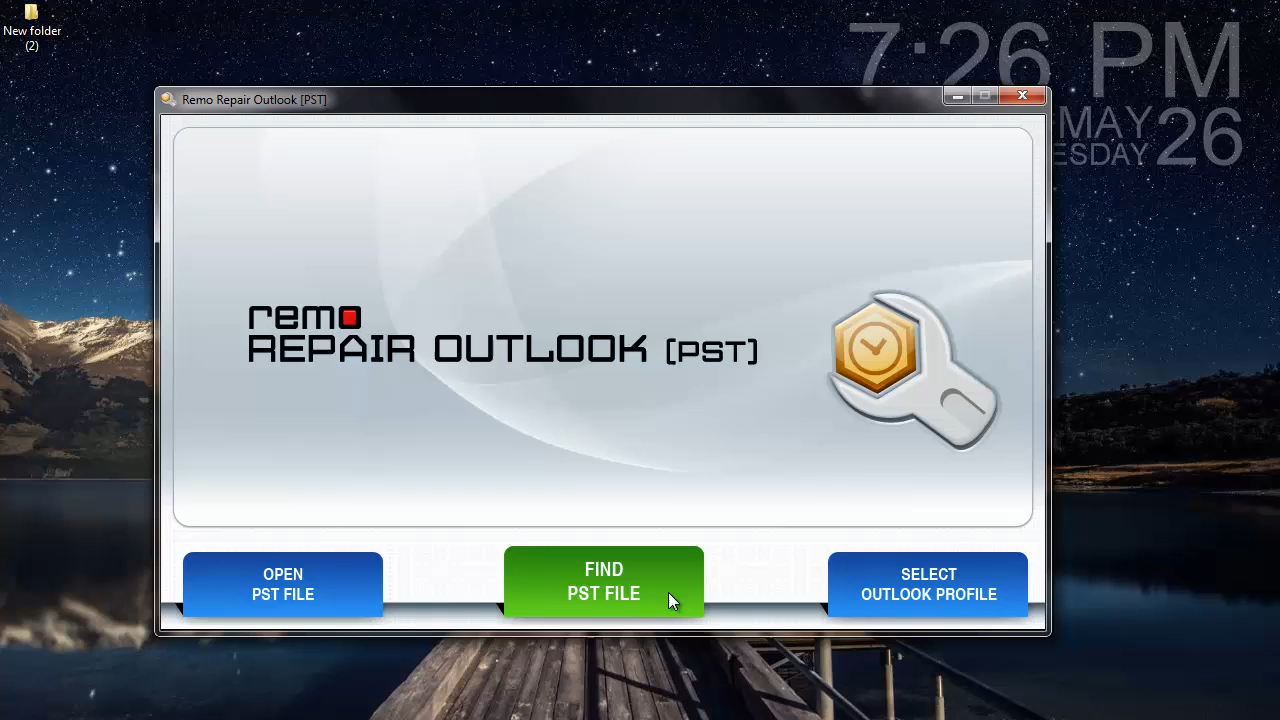 New folder
(2)
7:26 PM
MAY
26
Remo Repair Outlook [PST]
remo
REPAIR OUTLOOK [PST]
OPEN
PST FILE
FIND
PST FILE
SELECT
OUTLOOK PROFILE